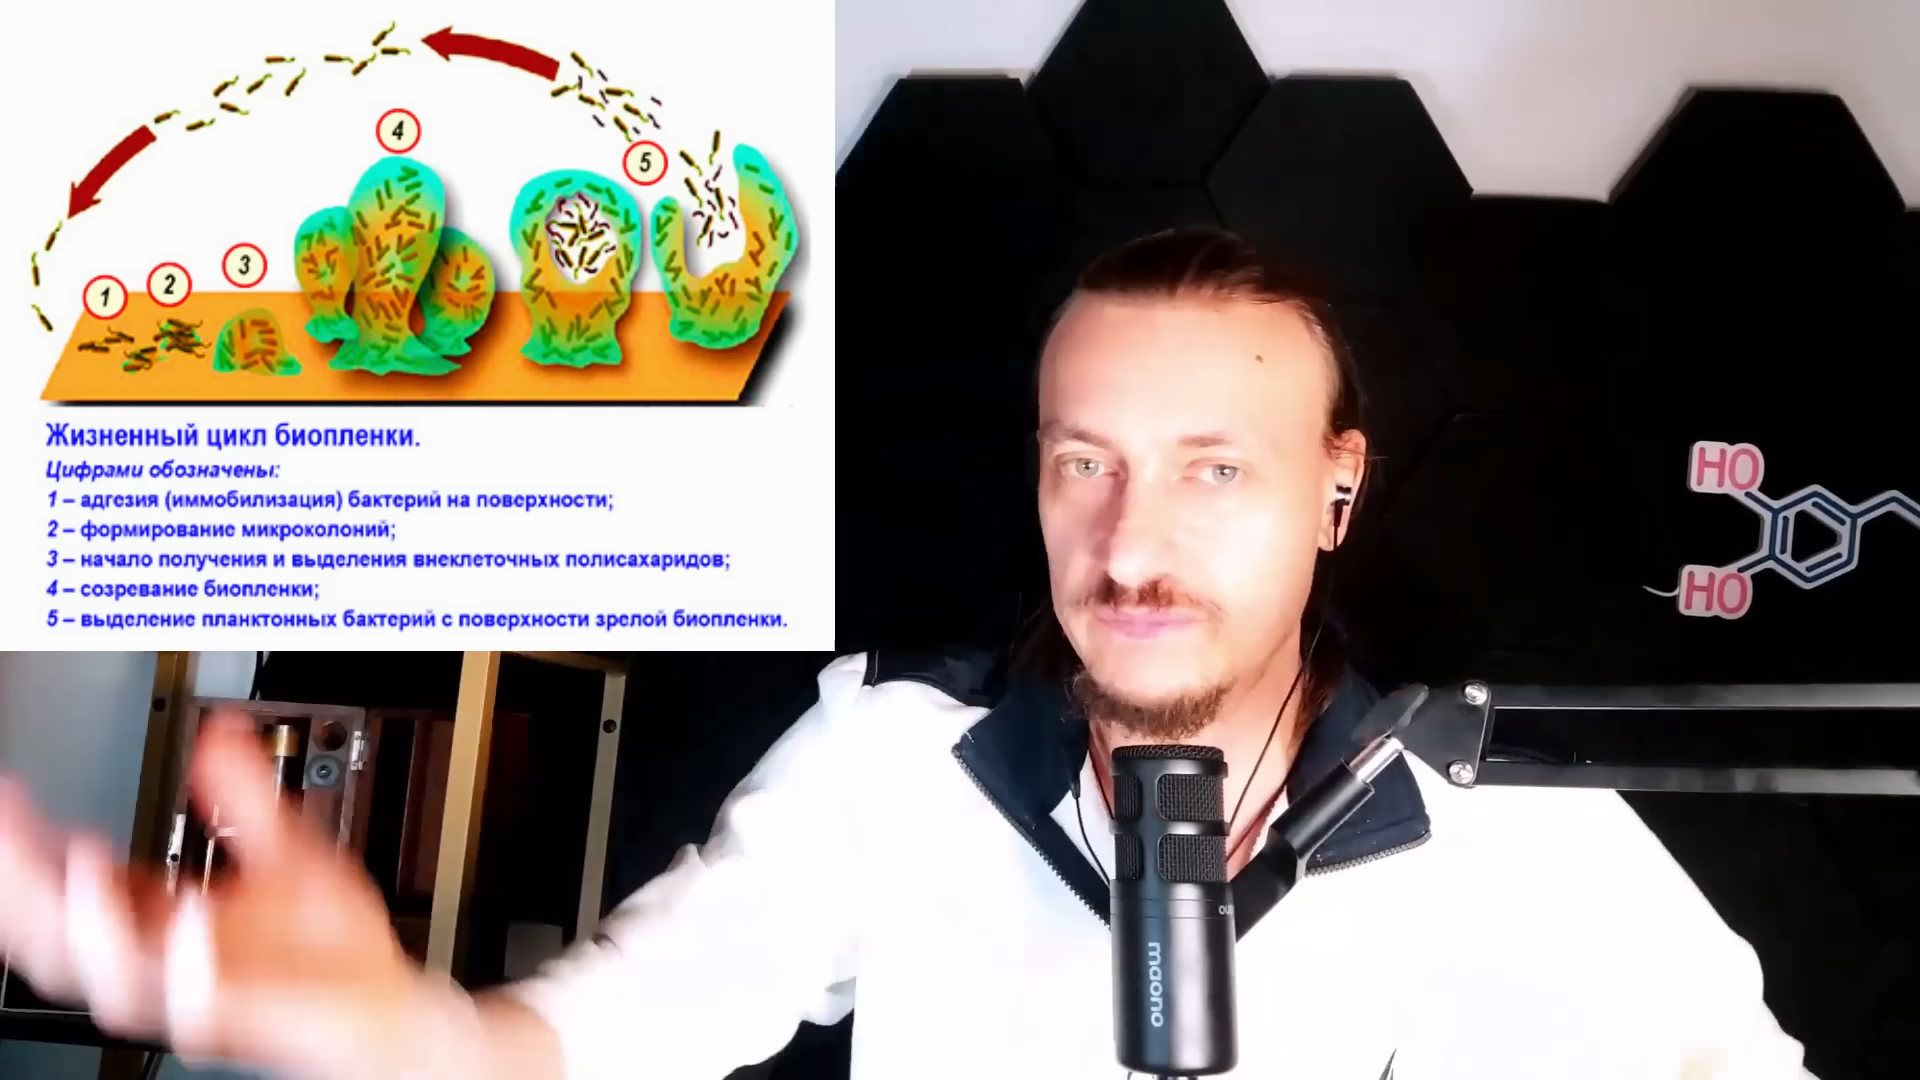 4
5
3
2
1
Жизненный цикл биопленки.
Цифрами обозначены:
1 – адгезия (иммобилизация) бактерий на поверхности;
2 – формирование микроколоний;
3 – начало получения и выделения внеклеточных полисахаридов;
4 – созревание биопленки;
5 – выделение планктонных бактерий с поверхности зрелой биопленки.
HO
HO
maono